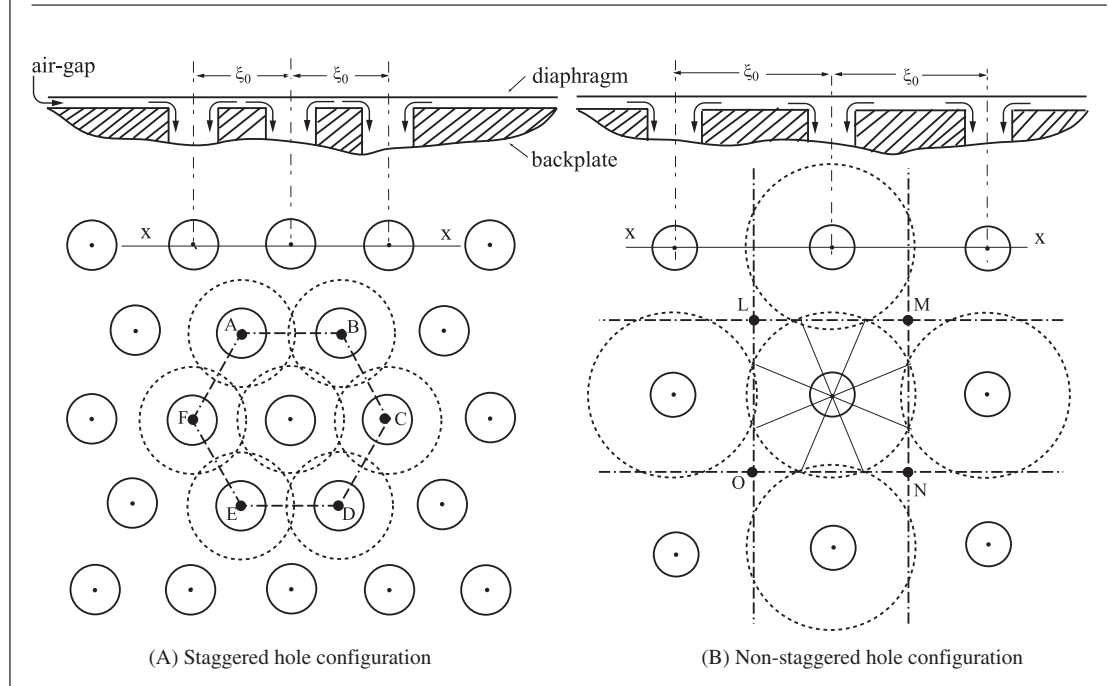 ξ₀ ξ₀
air-gap
diaphragm
backplate
x x
A B
F C
E D
(A) Staggered hole configuration
ξ₀ ξ₀
x x
L M
O N
(B) Non-staggered hole configuration